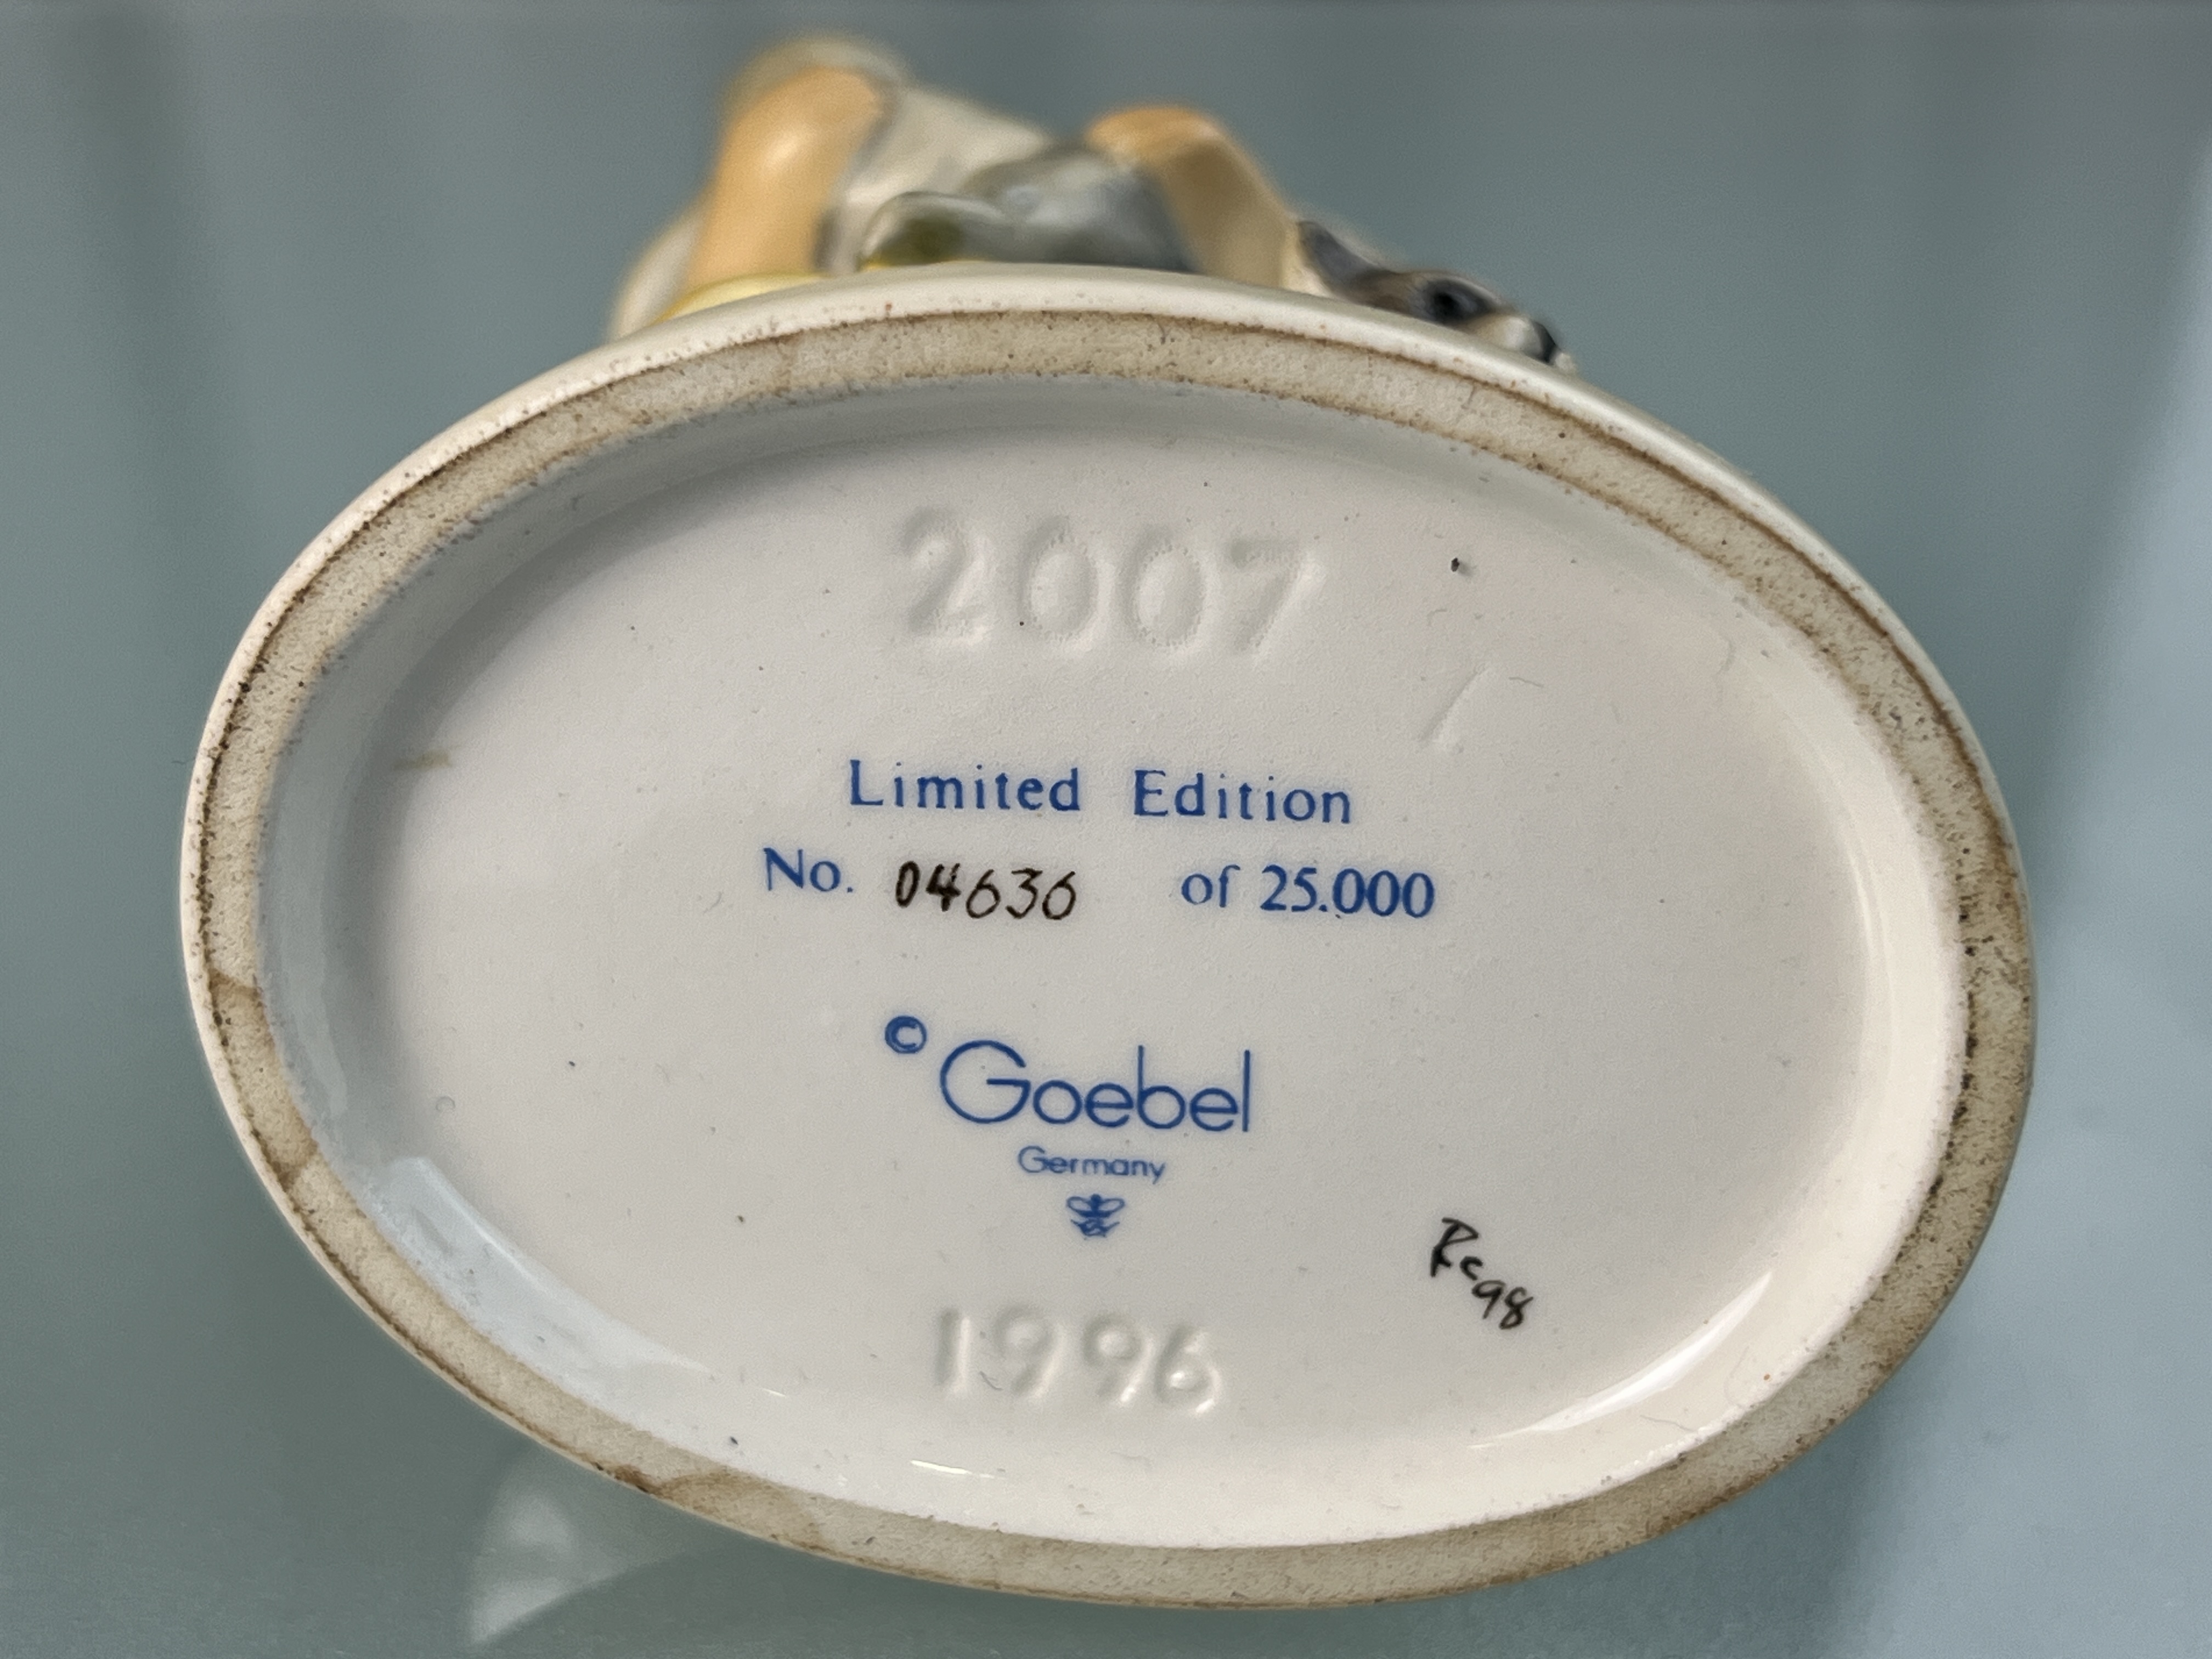 2007
Limited Edition
No. 04636 of 25.000
© Goebel
Germany
Rc98
1996